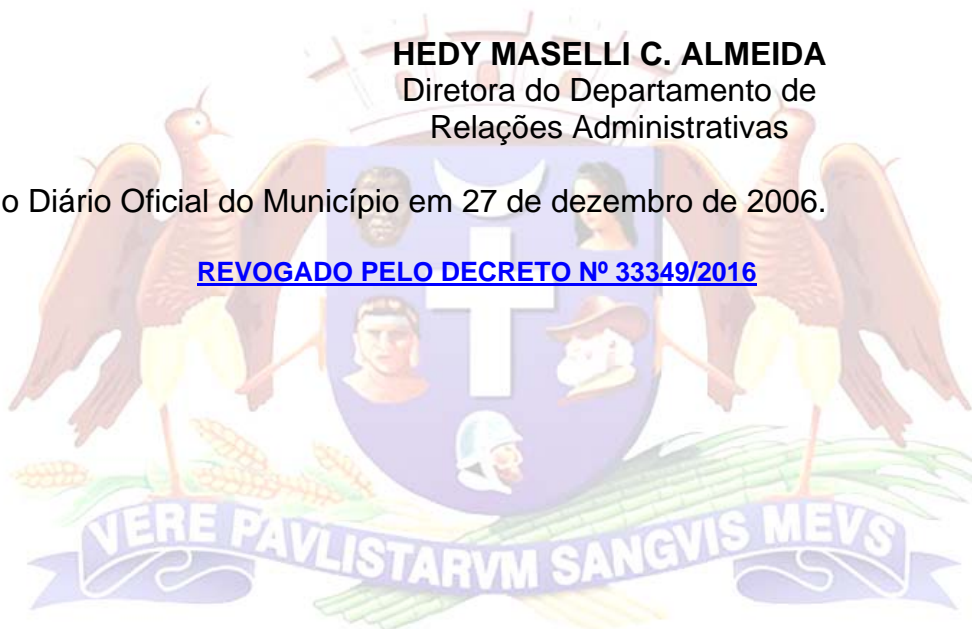 HEDY MASELLI C. ALMEIDA
Diretora do Departamento de
Relações Administrativas
o Diário Oficial do Município em 27 de dezembro de 2006.
REVOGADO PELO DECRETO Nº 33349/2016
VERE PAVLISTARVM SANGVIS MEVS